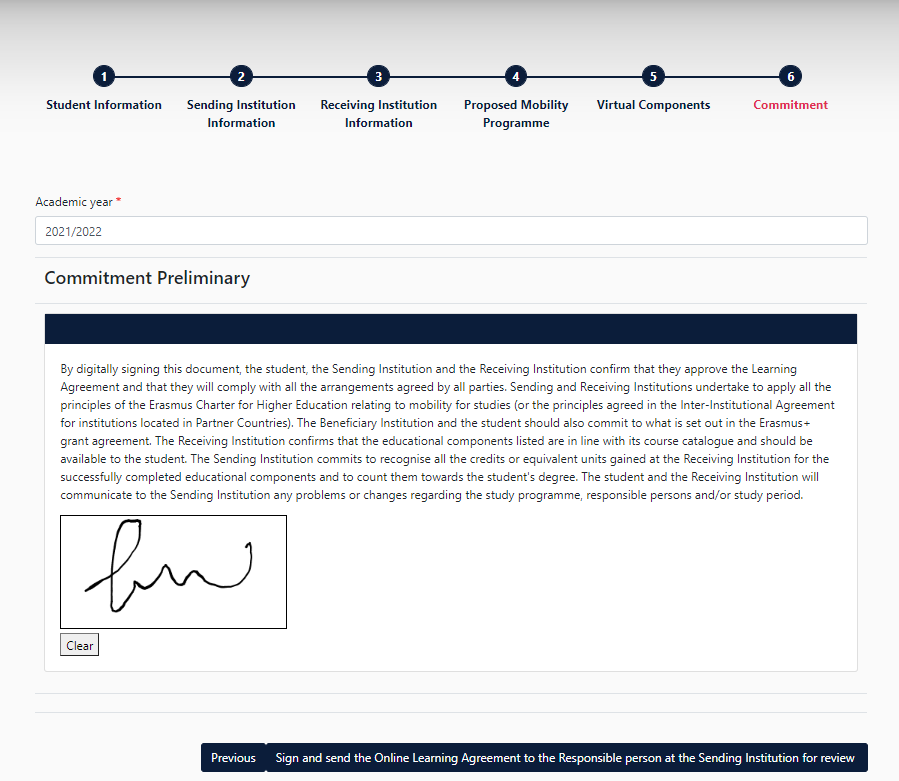 1 2 3 4 5 6
Student Information Sending Institution Information Receiving Institution Information Proposed Mobility Programme Virtual Components Commitment
Academic year *
2021/2022
Commitment Preliminary
By digitally signing this document, the student, the Sending Institution and the Receiving Institution confirm that they approve the Learning
Agreement and that they will comply with all the arrangements agreed by all parties. Sending and Receiving Institutions undertake to apply all the
principles of the Erasmus Charter for Higher Education relating to mobility for studies (or the principles agreed in the Inter-Institutional Agreement
for institutions located in Partner Countries). The Beneficiary Institution and the student should also commit to what is set out in the Erasmus+
grant agreement. The Receiving Institution confirms that the educational components listed are in line with its course catalogue and should be
available to the student. The Sending Institution commits to recognise all the credits or equivalent units gained at the Receiving Institution for the
successfully completed educational components and to count them towards the student's degree. The student and the Receiving Institution will
communicate to the Sending Institution any problems or changes regarding the study programme, responsible persons and/or study period.
Clear
Previous Sign and send the Online Learning Agreement to the Responsible person at the Sending Institution for review